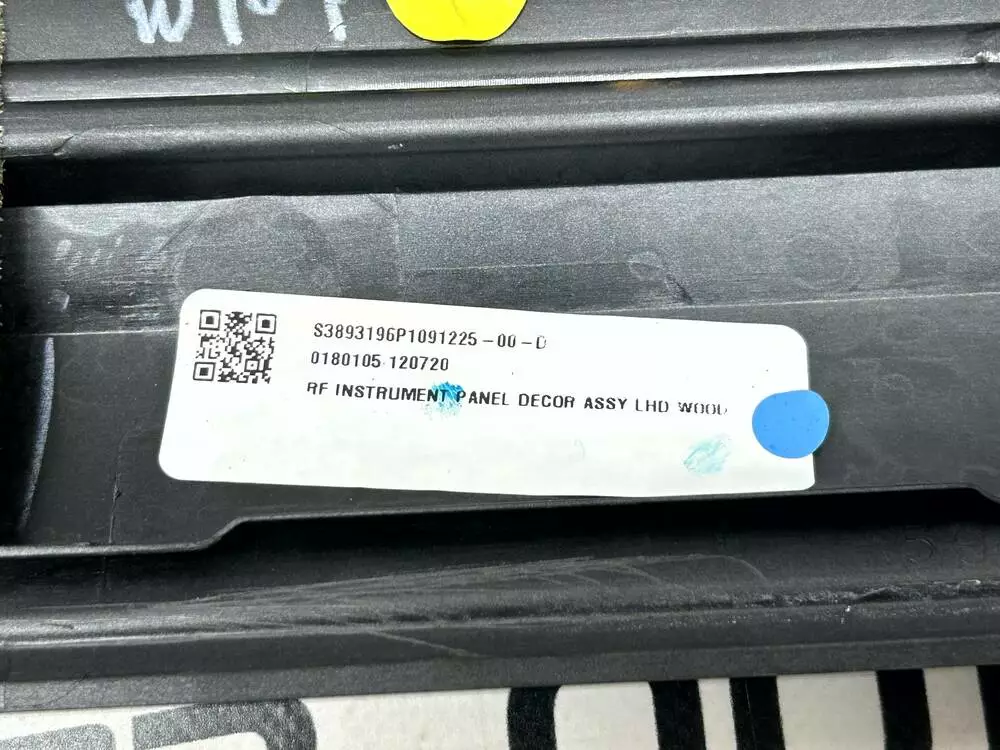 S3893196P1091225-00-D
0180105 120720
RF INSTRUMENT PANEL DECOR ASSY LHD WOOD